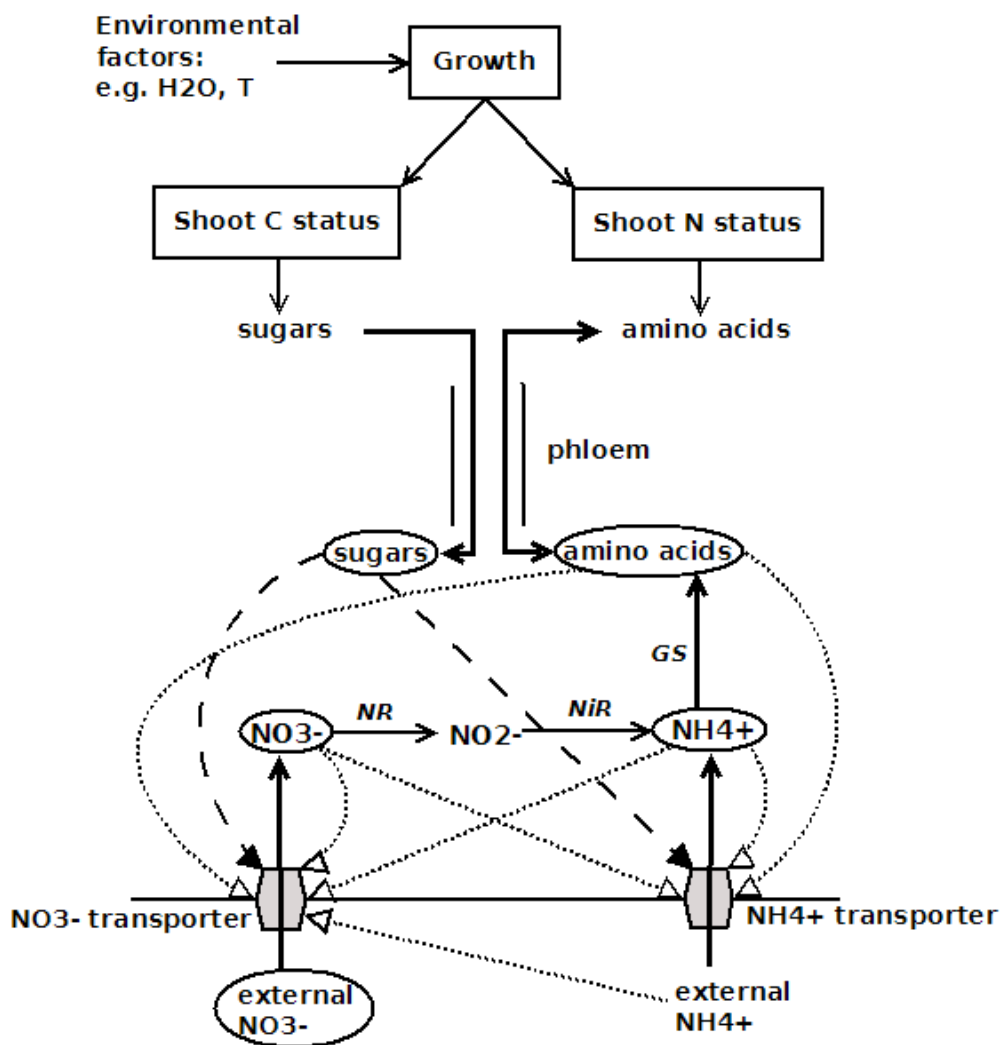 Environmental
factors:
e.g. H2O, T
Growth
Shoot C status
Shoot N status
sugars
amino acids
phloem
sugars
amino acids
GS
NR
NiR
NO3-
NO2-
NH4+
NO3- transporter
NH4+ transporter
external
NO3-
external
NH4+